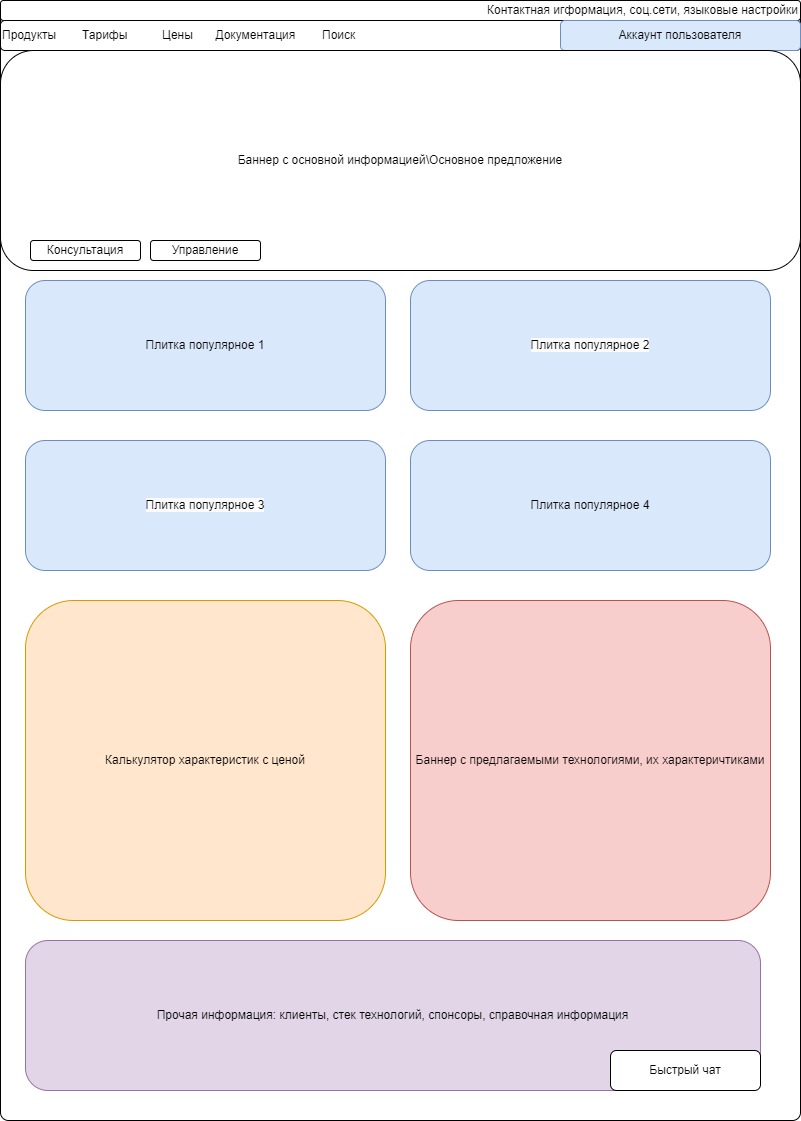 Контактная игформация, соц.сети, языковые настройки
Продукты Тарифы Цены Документация Поиск Аккаунт пользователя
Баннер с основной информацией\Основное предложение
Консультация Управление
Плитка популярное 1 Плитка популярное 2
Плитка популярное 3 Плитка популярное 4
Калькулятор характеристик с ценой Баннер с предлагаемыми технологиями, их характеричтиками
Прочая информация: клиенты, стек технологий, спонсоры, справочная информация
Быстрый чат